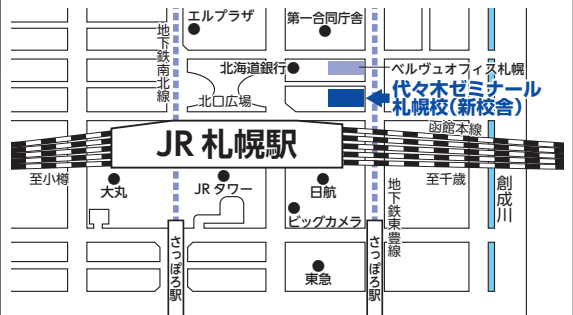 エルプラザ
第一合同庁舎
地下鉄南北線
北海道銀行
ベルヴュオフィス札幌
北口広場
代々木ゼミナール
札幌校(新校舎)
函館本線
JR 札幌駅
至小樽
大丸
JR タワー
日航
至千歳
創成川
地下鉄東豊線
ビッグカメラ
さっぽろ駅
さっぽろ駅
東急